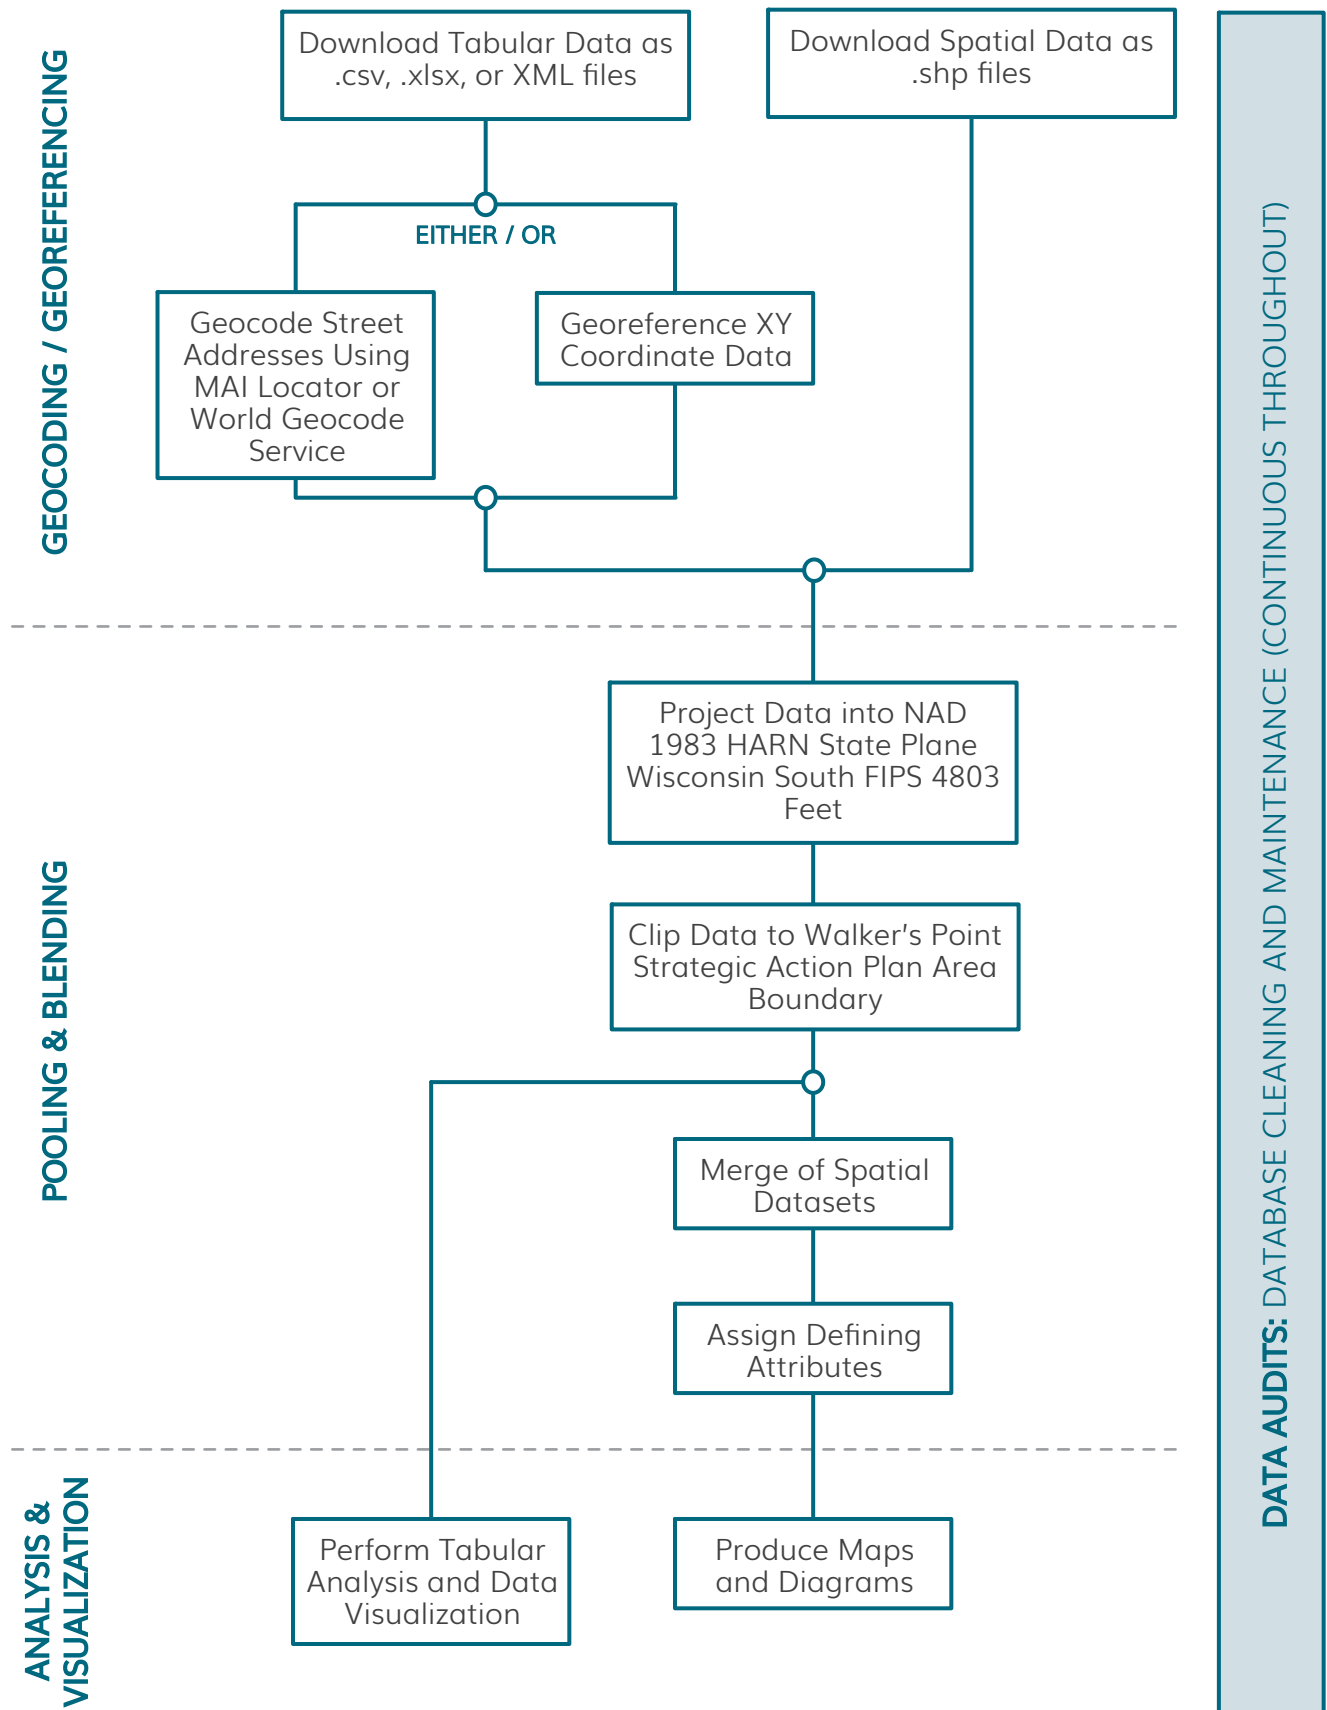 GEOCODING / GEOREFERENCING
Download Tabular Data as
.csv, .xlsx, or XML files
Download Spatial Data as
.shp files
EITHER / OR
Geocode Street
Addresses Using
MAI Locator or
World Geocode
Service
Georeference XY
Coordinate Data
POOLING & BLENDING
Project Data into NAD
1983 HARN State Plane
Wisconsin South FIPS 4803
Feet
Clip Data to Walker’s Point
Strategic Action Plan Area
Boundary
Merge of Spatial
Datasets
Assign Defining
Attributes
ANALYSIS &
VISUALIZATION
Perform Tabular
Analysis and Data
Visualization
Produce Maps
and Diagrams
DATA AUDITS: DATABASE CLEANING AND MAINTENANCE (CONTINUOUS THROUGHOUT)